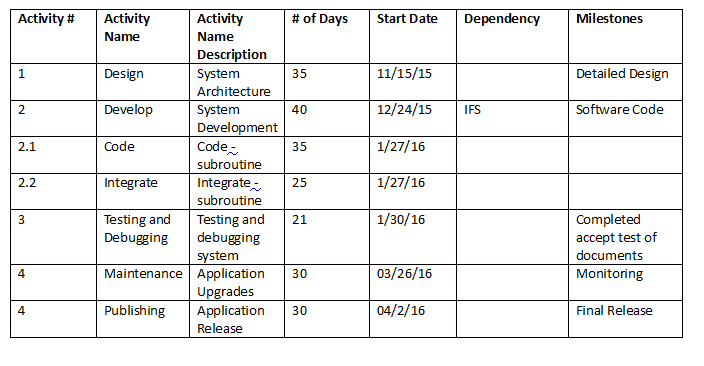 Activity # Activity Name Activity Name Description # of Days Start Date Dependency Milestones
1 Design System Architecture 35 11/15/15 Detailed Design
2 Develop System Development 40 12/24/15 IFS Software Code
2.1 Code Code - subroutine 35 1/27/16
2.2 Integrate Integrate - subroutine 25 1/27/16
3 Testing and Debugging Testing and debugging system 21 1/30/16 Completed accept test of documents
4 Maintenance Application Upgrades 30 03/26/16 Monitoring
4 Publishing Application Release 30 04/2/16 Final Release